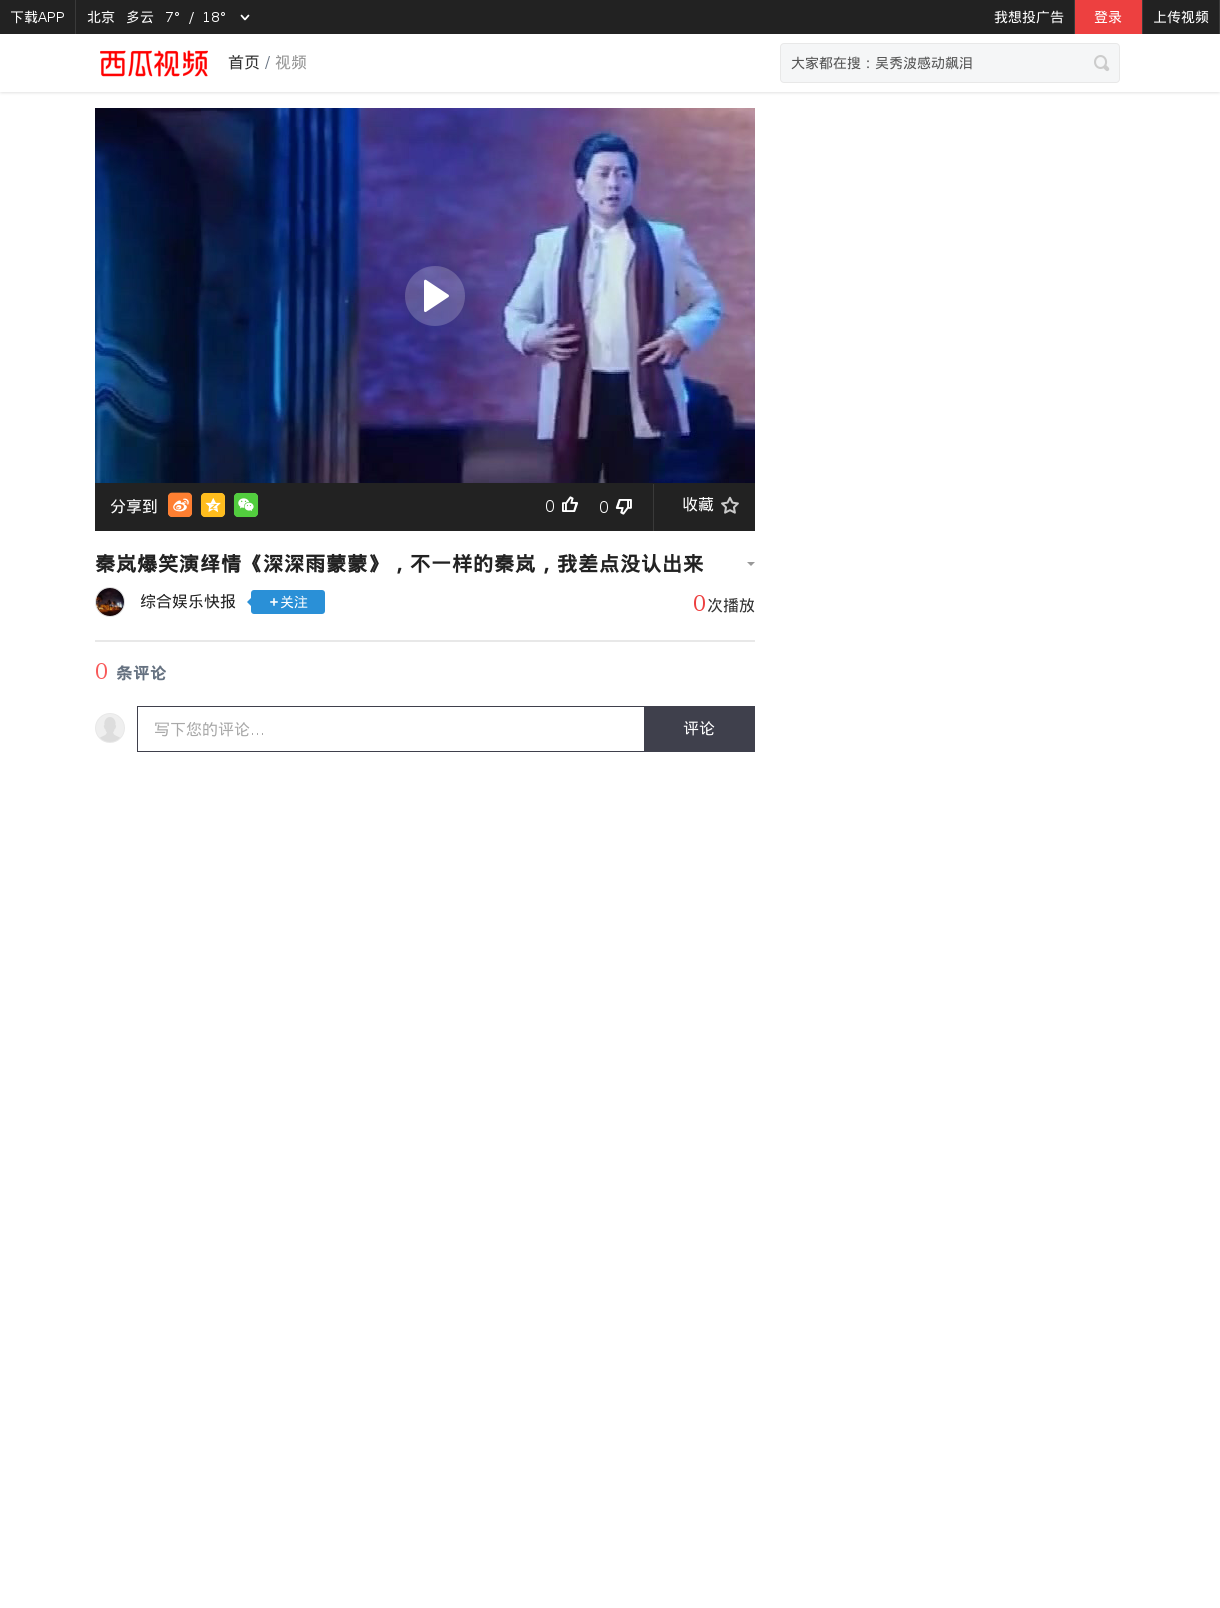 下载APP 北京 多云 7° / 18° 我想投广告 登录 上传视频
西瓜视频 首页 / 视频 大家都在搜：吴秀波感动飙泪
分享到 0 0 收藏
秦岚爆笑演绎情《深深雨蒙蒙》，不一样的秦岚，我差点没认出来
综合娱乐快报 +关注 0次播放
0 条评论
写下您的评论... 评论